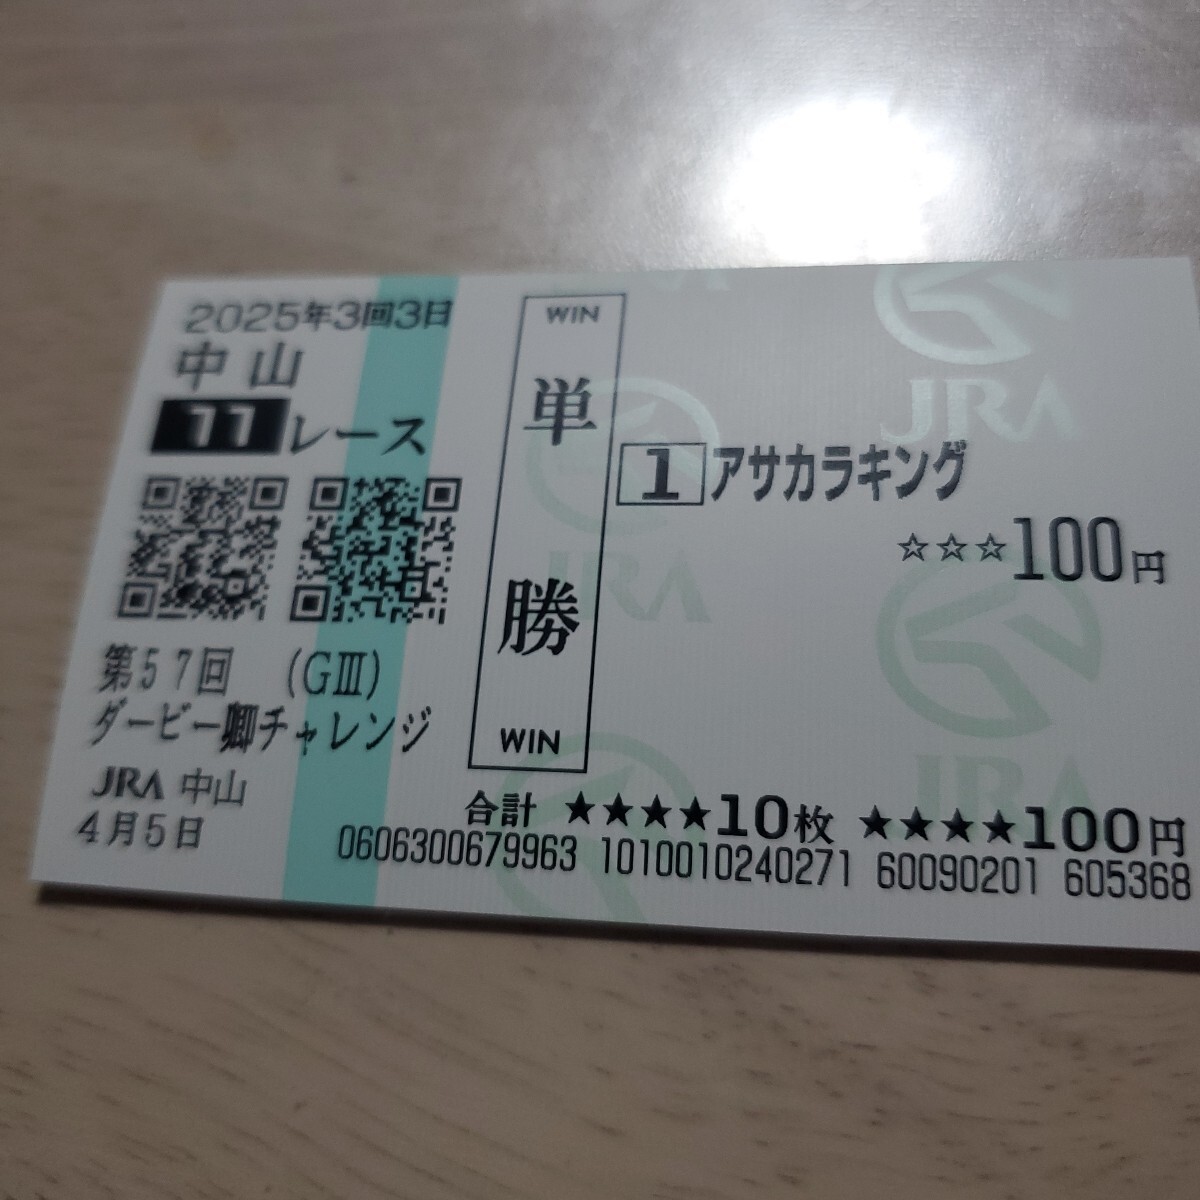 2025年3回3日
中山
11レース
第57回 (GⅢ)
ダービー卿チャレンジ
JRA 中山
4月5日
WIN
単勝
WIN
1 アサカラキング
☆☆☆100円
合計 ★★★★10枚 ★★★★100円
0606300679963 1010010240271 60090201 605368
JRA
JRA
JRA